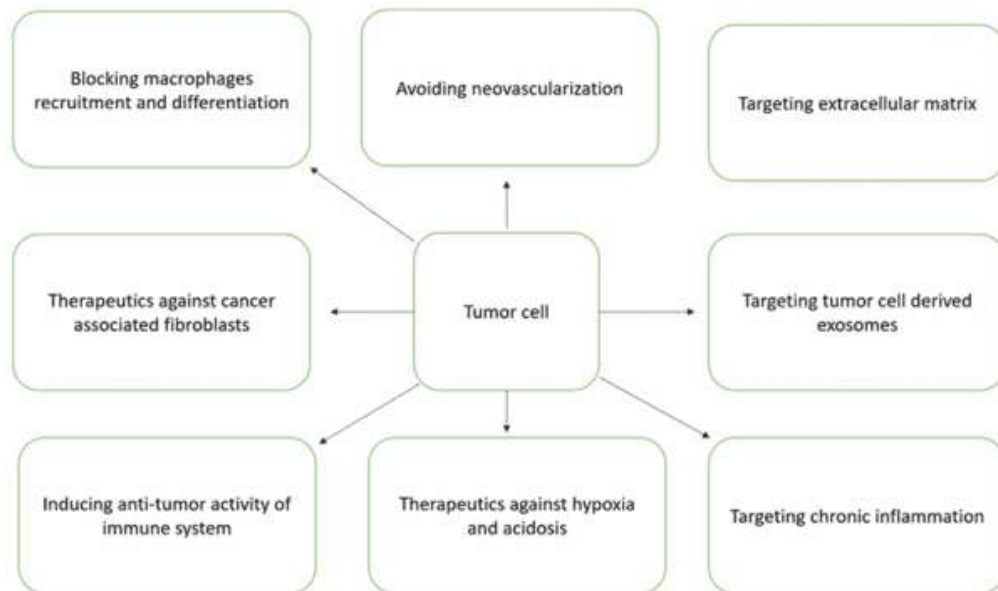 Blocking macrophages
recruitment and differentiation
Avoiding neovascularization
Targeting extracellular matrix
Therapeutics against cancer
associated fibroblasts
Tumor cell
Targeting tumor cell derived
exosomes
Inducing anti-tumor activity of
immune system
Therapeutics against hypoxia
and acidosis
Targeting chronic inflammation